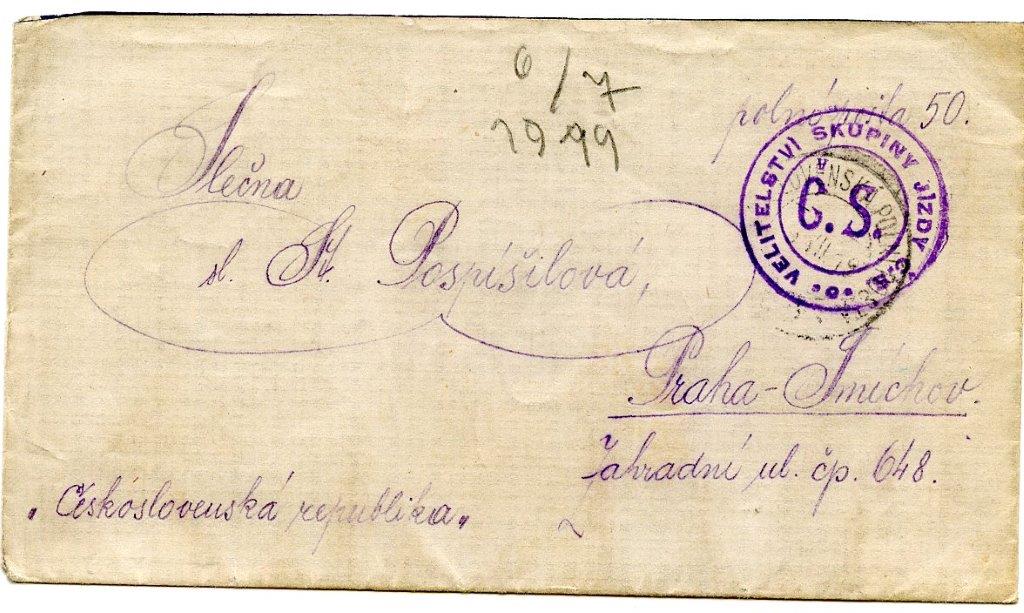 6/7
1919
polní pošta 50.
Slečna
sl. St. Pospíšilová,
VELITELSTVÍ SKUPINY JÍZDY Č.S.
Č.S.
Praha-Smíchov.
Zahradní ul. čp. 648.
„Československá republika„